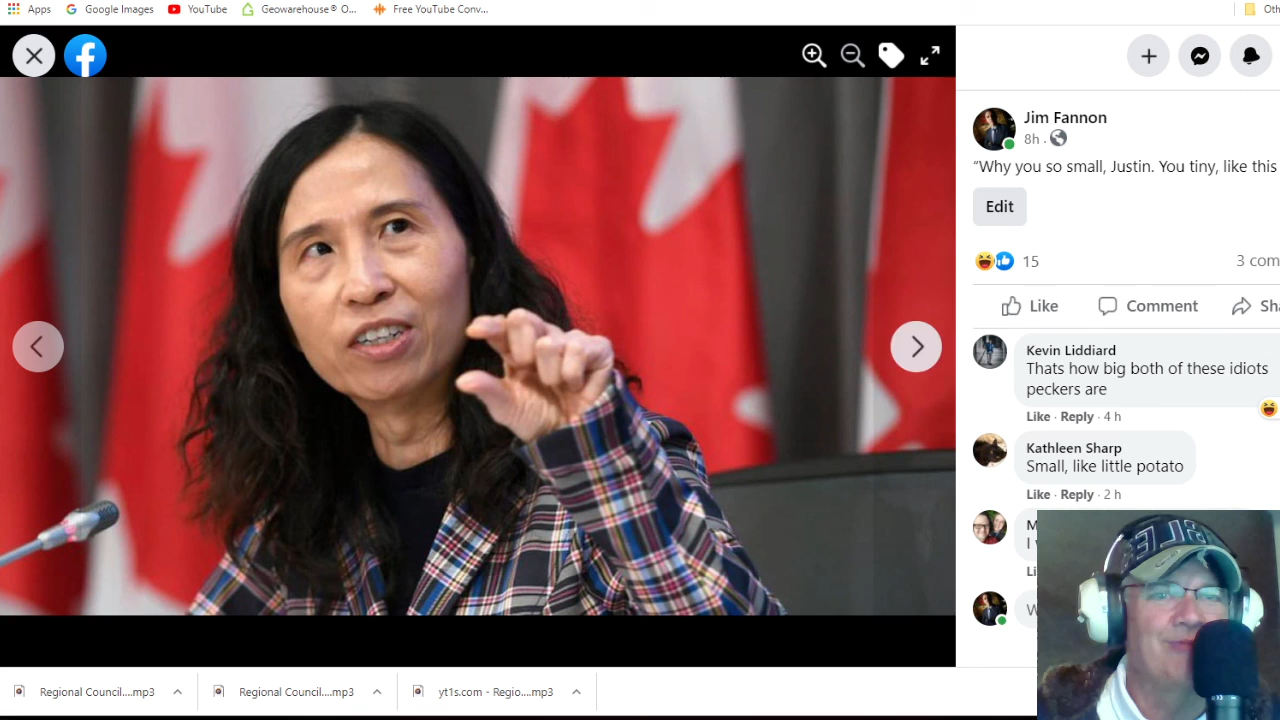 Apps Google Images YouTube Geowarehouse® O... Free YouTube Conv... Oth
Jim Fannon
8h ·
“Why you so small, Justin. You tiny, like this
Edit
15 3 com
Like Comment Sha
Kevin Liddiard
Thats how big both of these idiots
peckers are
Like · Reply · 4 h
Kathleen Sharp
Small, like little potato
Like · Reply · 2 h
M
I
Li
W
Regional Council....mp3 Regional Council....mp3 yt1s.com - Regio....mp3